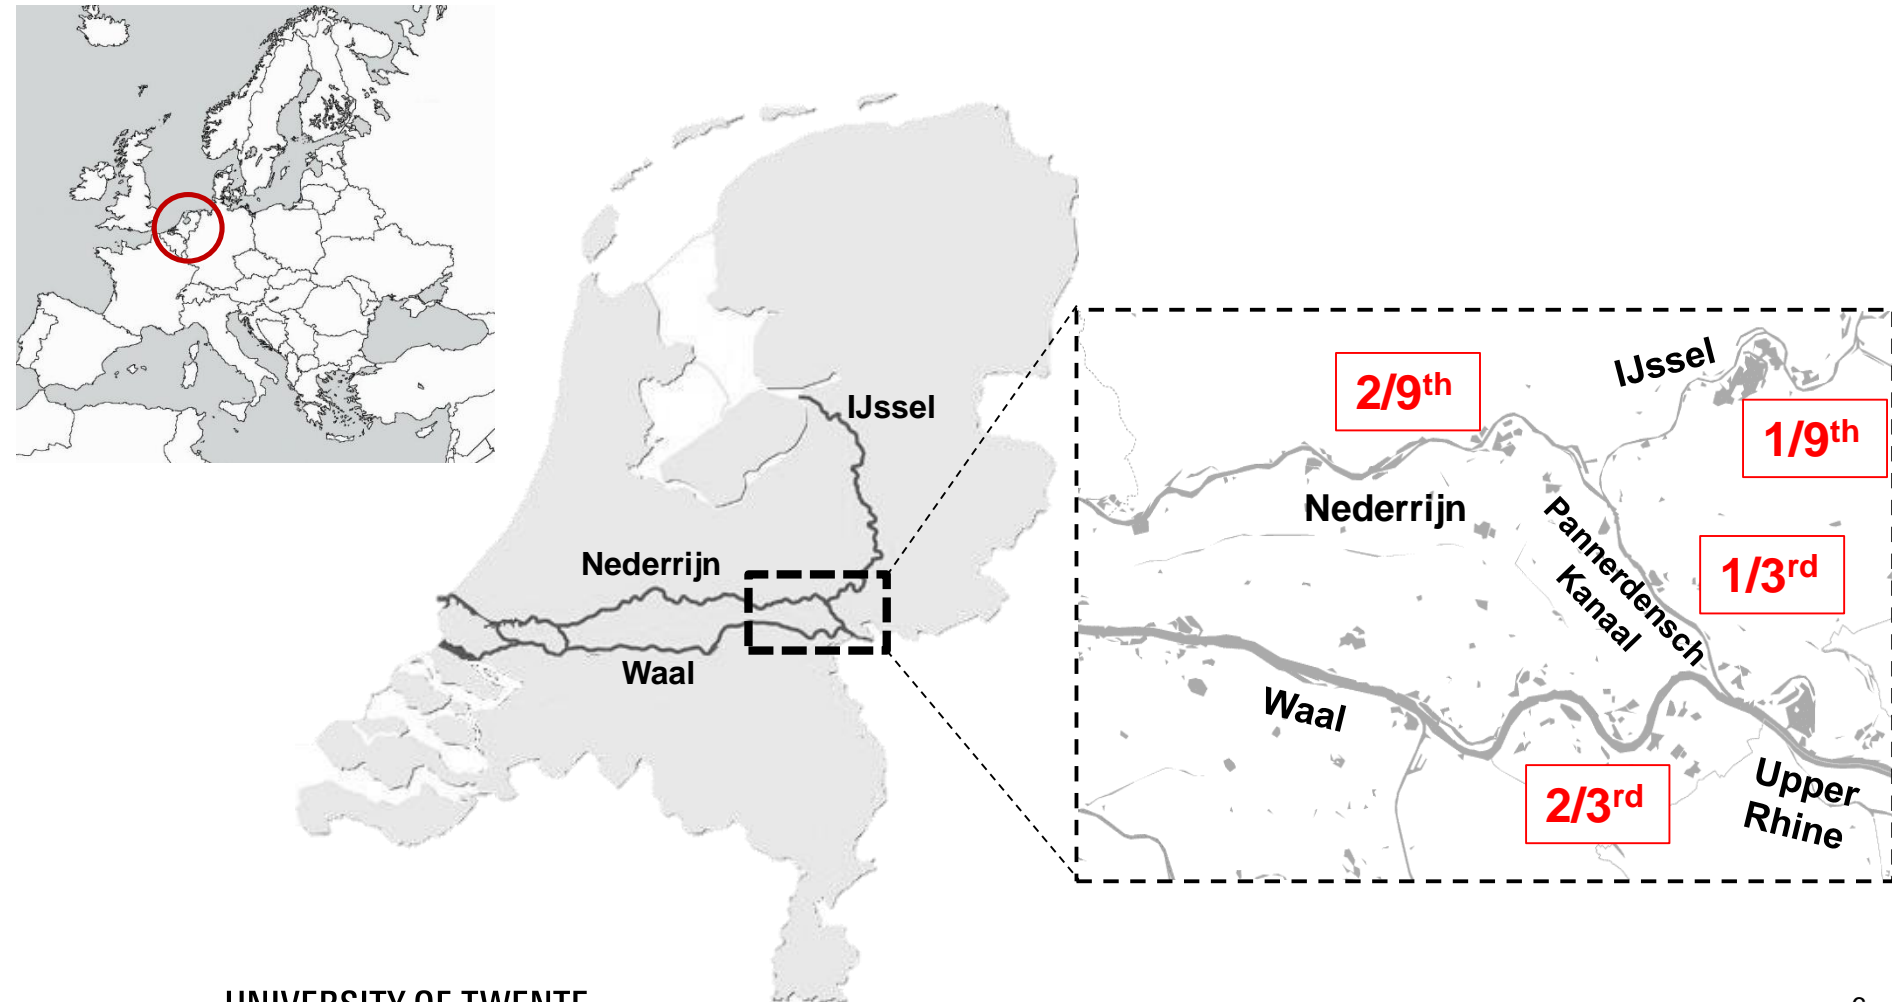 IJssel
Nederrijn
Waal
2/9th
IJssel
1/9th
Nederrijn
Pannerdensch
Kanaal
1/3rd
Waal
2/3rd
Upper
Rhine
UNIVERSITY OF TWENTE